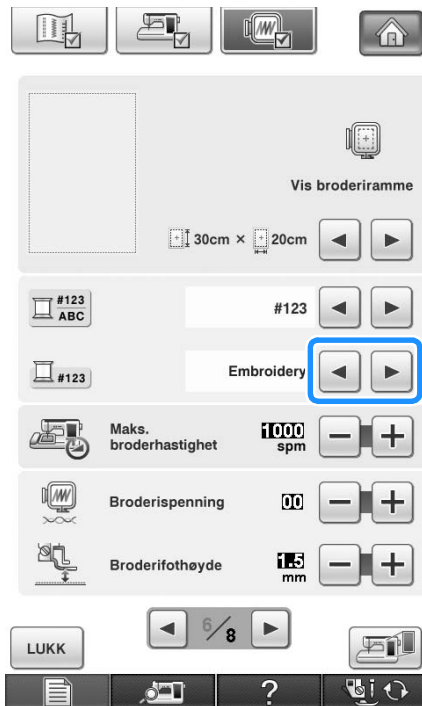 Vis broderiramme
30cm × 20cm
#123
ABC
#123
#123
Embroidery
Maks.
broderhastighet
1000
spm
Broderispenning
00
Broderifothøyde
1.5
mm
LUKK
6/8
?